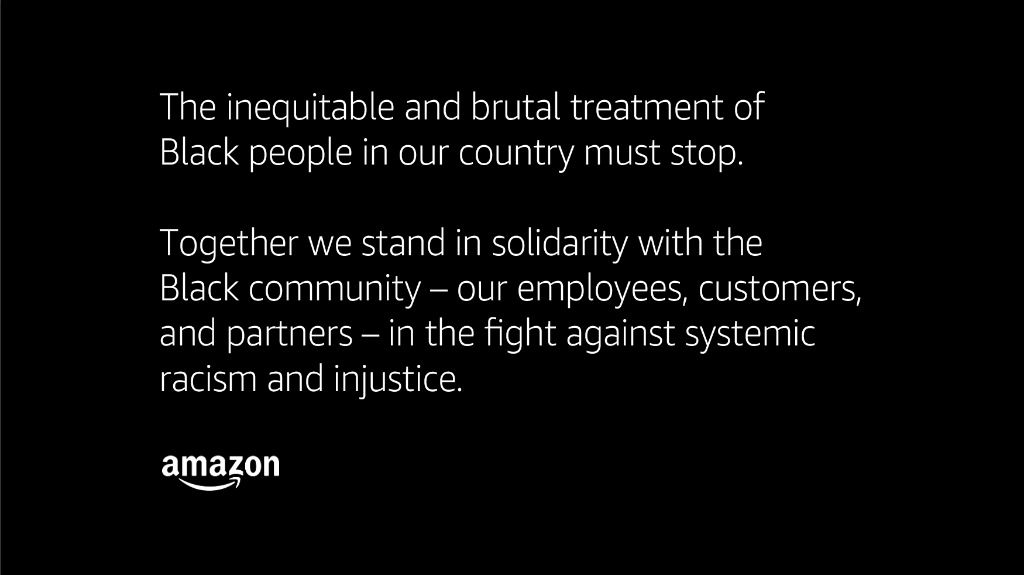 The inequitable and brutal treatment of
Black people in our country must stop.
Together we stand in solidarity with the
Black community – our employees, customers,
and partners – in the fight against systemic
racism and injustice.
amazon